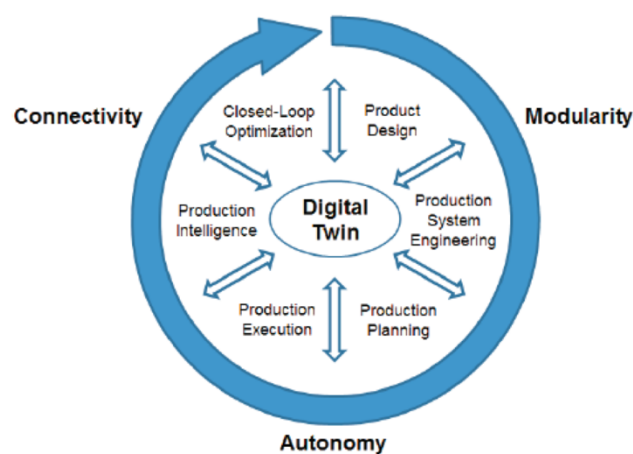 Connectivity
Modularity
Closed-Loop
Optimization
Product
Design
Production
Intelligence
Digital
Twin
Production
System
Engineering
Production
Execution
Production
Planning
Autonomy